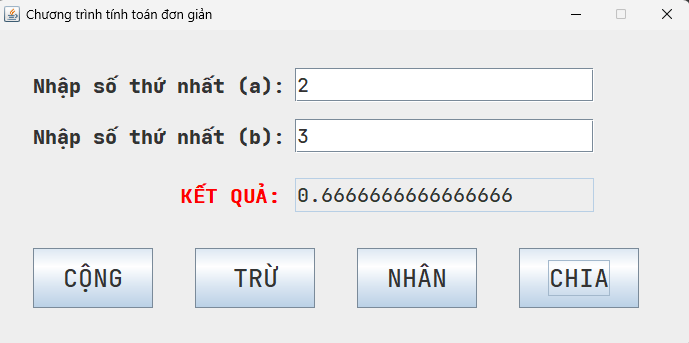 Chương trình tính toán đơn giản
Nhập số thứ nhất (a): 2
Nhập số thứ nhất (b): 3
KẾT QUẢ: 0.6666666666666666
CỘNG TRỪ NHÂN CHIA